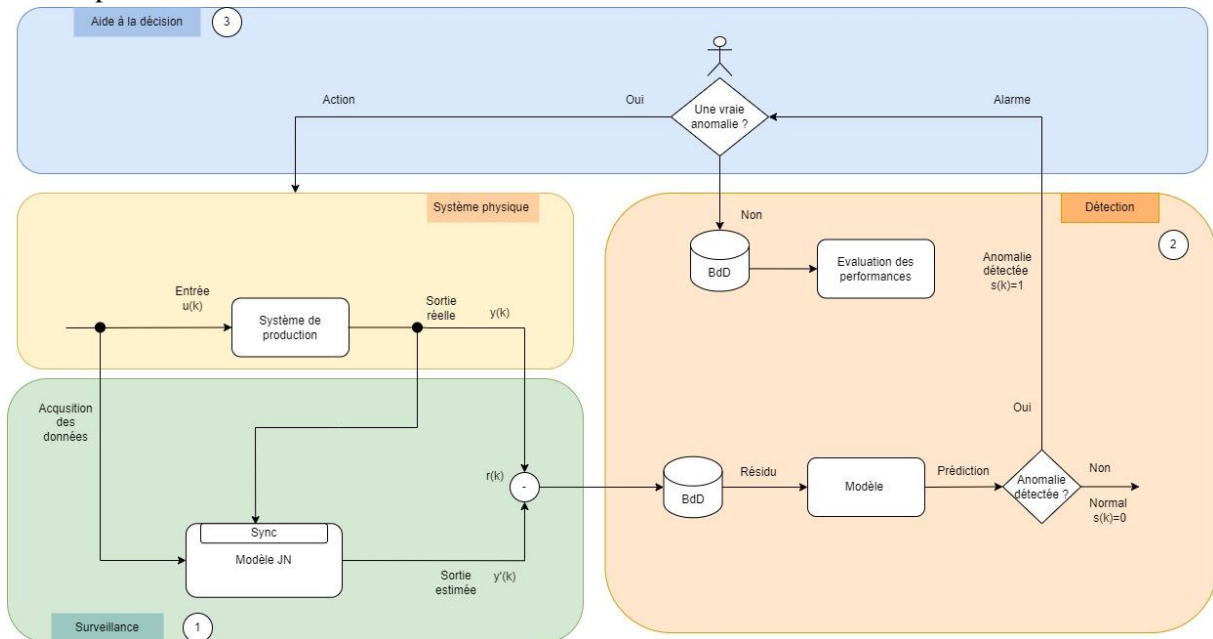 Aide à la décision
3
Action
Oui
Une vraie
anomalie ?
Alarme
Système physique
Détection
2
Non
BdD
Evaluation des
performances
Anomalie
détectée
s(k)=1
Entrée
u(k)
Système de
production
Sortie
réelle
y(k)
Acqusition
des
données
Oui
r(k)
-
BdD
Résidu
Modèle
Prédiction
Anomalie
détectée ?
Non
Normal
s(k)=0
Sync
Modèle JN
Sortie
estimée
y'(k)
Surveillance
1